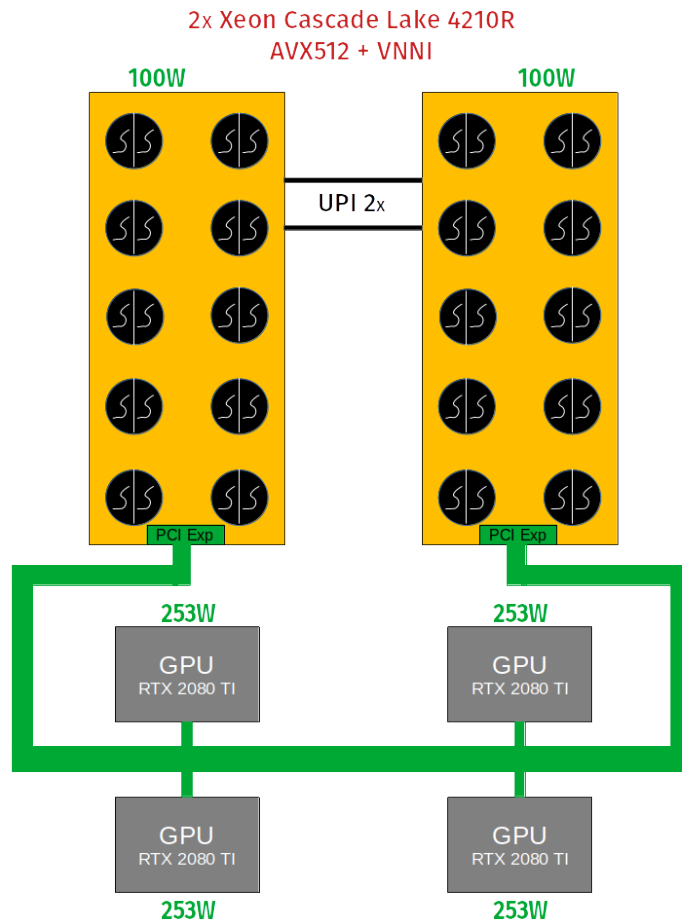 2x Xeon Cascade Lake 4210R
AVX512 + VNNI
100W
100W
UPI 2x
PCI Exp
PCI Exp
253W
253W
GPU
RTX 2080 TI
GPU
RTX 2080 TI
GPU
RTX 2080 TI
GPU
RTX 2080 TI
253W
253W